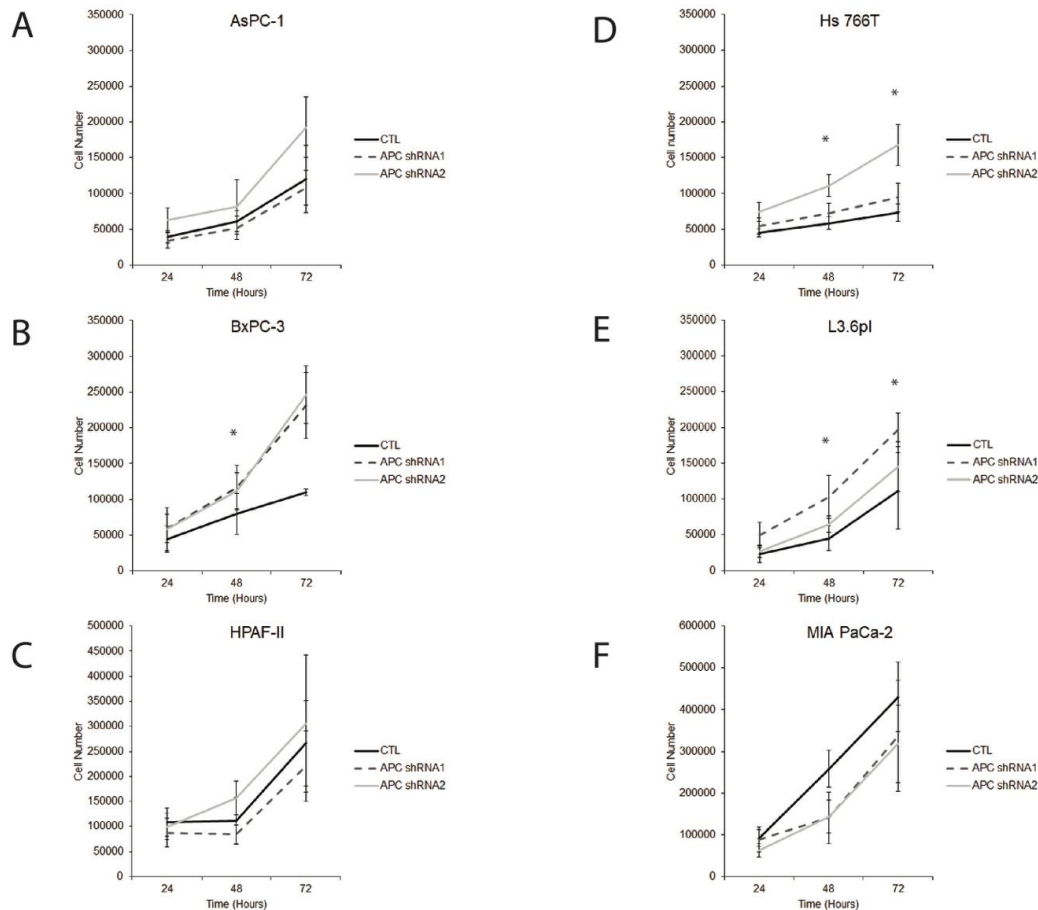 A
AsPC-1
350000
300000
250000
200000
150000
100000
50000
0
Cell Number
24 48 72
Time (Hours)
CTL
APC shRNA1
APC shRNA2
B
BxPC-3
350000
300000
250000
200000
150000
100000
50000
0
Cell Number
*
24 48 72
Time (Hours)
CTL
APC shRNA1
APC shRNA2
C
HPAF-II
500000
450000
400000
350000
300000
250000
200000
150000
100000
50000
0
Cell Number
24 48 72
Time (Hours)
CTL
APC shRNA1
APC shRNA2
D
Hs 766T
350000
300000
250000
200000
150000
100000
50000
0
Cell number
* *
24 48 72
Time (Hours)
CTL
APC shRNA1
APC shRNA2
E
L3.6pl
350000
300000
250000
200000
150000
100000
50000
0
Cell Number
* *
24 48 72
Time (Hours)
CTL
APC shRNA1
APC shRNA2
F
MIA PaCa-2
600000
500000
400000
300000
200000
100000
0
Cell Number
24 48 72
Time (Hours)
CTL
APC shRNA1
APC shRNA2